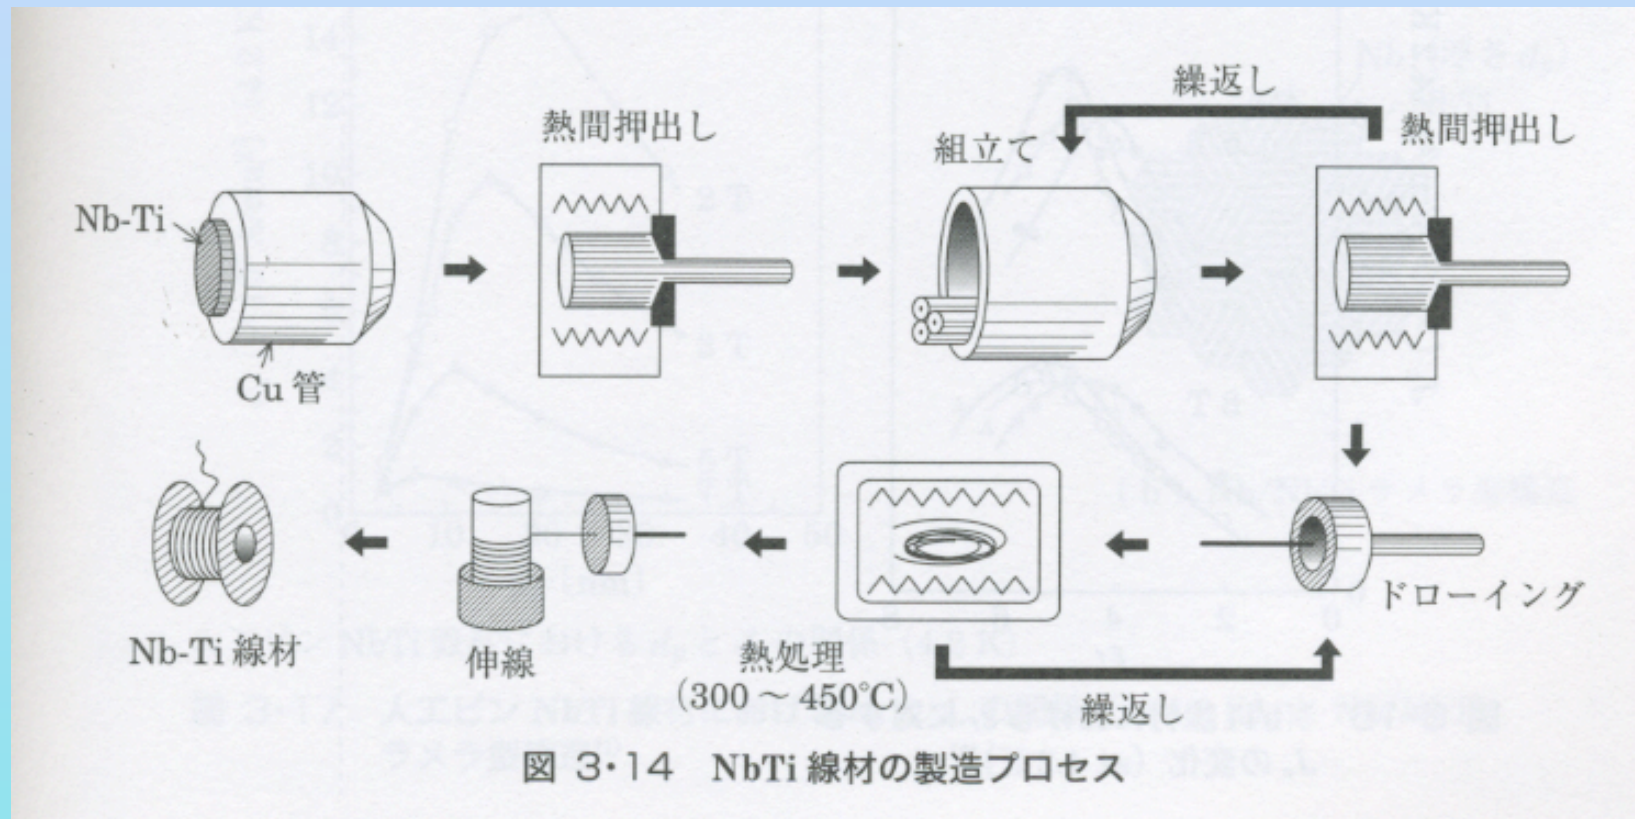 Nb-Ti
Cu 管
熱間押出し
組立て
繰返し
熱間押出し
ドローイング
熱処理
(300 ~ 450℃)
繰返し
伸線
Nb-Ti 線材
図 3・14 NbTi 線材の製造プロセス